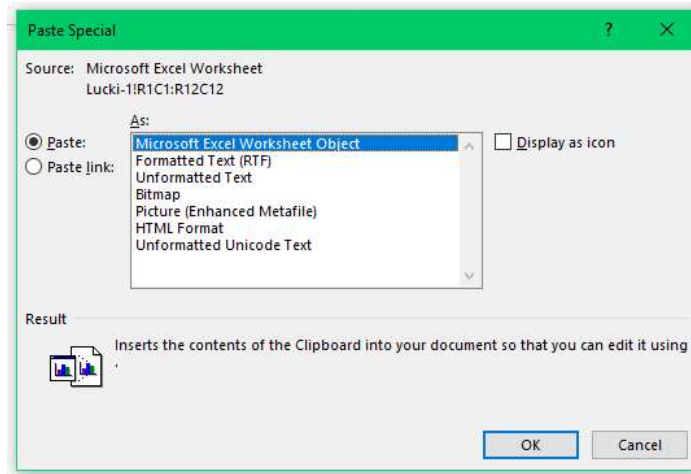 Paste Special ? ×
Source: Microsoft Excel Worksheet
Lucki-1!R1C1:R12C12
As:
Paste:
Paste link:
Microsoft Excel Worksheet Object
Formatted Text (RTF)
Unformatted Text
Bitmap
Picture (Enhanced Metafile)
HTML Format
Unformatted Unicode Text
Display as icon
Result
Inserts the contents of the Clipboard into your document so that you can edit it using
.
OK
Cancel